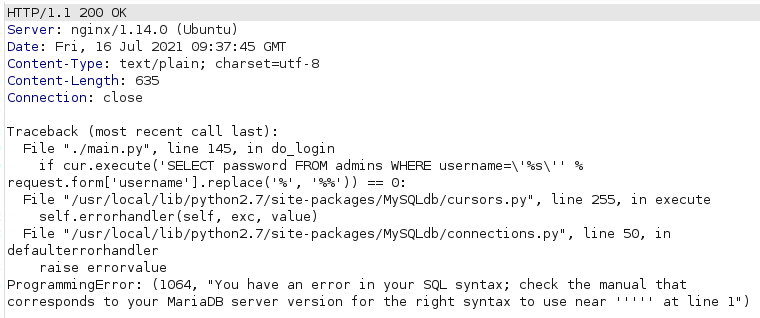 HTTP/1.1 200 OK
Server: nginx/1.14.0 (Ubuntu)
Date: Fri, 16 Jul 2021 09:37:45 GMT
Content-Type: text/plain; charset=utf-8
Content-Length: 635
Connection: close

Traceback (most recent call last):
  File "./main.py", line 145, in do_login
    if cur.execute('SELECT password FROM admins WHERE username=\'%s\'' %
request.form['username'].replace('%', '%%')) == 0:
  File "/usr/local/lib/python2.7/site-packages/MySQLdb/cursors.py", line 255, in execute
    self.errorhandler(self, exc, value)
  File "/usr/local/lib/python2.7/site-packages/MySQLdb/connections.py", line 50, in
defaulterrorhandler
    raise errorvalue
ProgrammingError: (1064, "You have an error in your SQL syntax; check the manual that
corresponds to your MariaDB server version for the right syntax to use near ''''' at line 1")